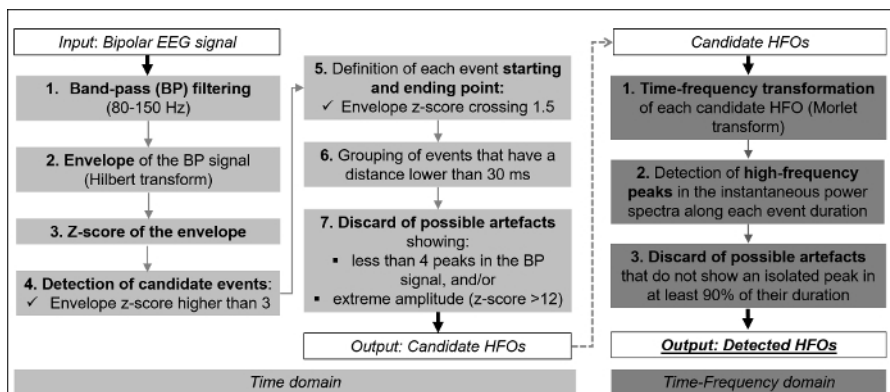 Input: Bipolar EEG signal
1. Band-pass (BP) filtering
(80-150 Hz)
2. Envelope of the BP signal
(Hilbert transform)
3. Z-score of the envelope
4. Detection of candidate events:
✓ Envelope z-score higher than 3
5. Definition of each event starting
and ending point:
✓ Envelope z-score crossing 1.5
6. Grouping of events that have a
distance lower than 30 ms
7. Discard of possible artefacts
showing:
▪ less than 4 peaks in the BP
signal, and/or
▪ extreme amplitude (z-score >12)
Output: Candidate HFOs
Time domain
Candidate HFOs
1. Time-frequency transformation
of each candidate HFO (Morlet
transform)
2. Detection of high-frequency
peaks in the instantaneous power
spectra along each event duration
3. Discard of possible artefacts
that do not show an isolated peak in
at least 90% of their duration
Output: Detected HFOs
Time-Frequency domain